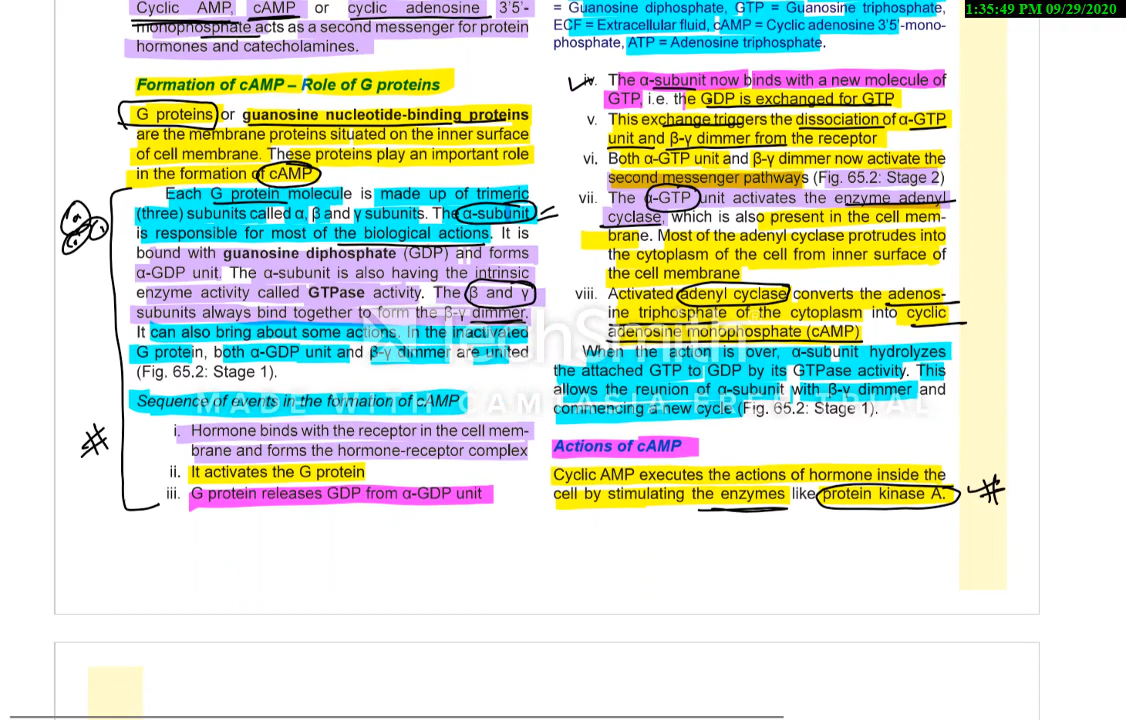 1:35:49 PM 09/29/2020
Cyclic AMP, cAMP or cyclic adenosine 3'5'-
monophosphate acts as a second messenger for protein
hormones and catecholamines.
Formation of cAMP – Role of G proteins
G proteins or guanosine nucleotide-binding proteins
are the membrane proteins situated on the inner surface
of cell membrane. These proteins play an important role
in the formation of cAMP.
Each G protein molecule is made up of trimeric
(three) subunits called α, β and γ subunits. The α-subunit
is responsible for most of the biological actions. It is
bound with guanosine diphosphate (GDP) and forms
α-GDP unit. The α-subunit is also having the intrinsic
enzyme activity called GTPase activity. The β and γ
subunits always bind together to form the β-γ dimmer.
It can also bring about some actions. In the inactivated
G protein, both α-GDP unit and β-γ dimmer are united
(Fig. 65.2: Stage 1).
Sequence of events in the formation of cAMP
i. Hormone binds with the receptor in the cell mem-
brane and forms the hormone-receptor complex
ii. It activates the G protein
iii. G protein releases GDP from α-GDP unit
= Guanosine diphosphate, GTP = Guanosine triphosphate,
ECF = Extracellular fluid, cAMP = Cyclic adenosine 3'5'-mono-
phosphate, ATP = Adenosine triphosphate.
iv. The α-subunit now binds with a new molecule of
GTP, i.e. the GDP is exchanged for GTP
v. This exchange triggers the dissociation of α-GTP
unit and β-γ dimmer from the receptor
vi. Both α-GTP unit and β-γ dimmer now activate the
second messenger pathways (Fig. 65.2: Stage 2)
vii. The α-GTP unit activates the enzyme adenyl
cyclase, which is also present in the cell mem-
brane. Most of the adenyl cyclase protrudes into
the cytoplasm of the cell from inner surface of
the cell membrane
viii. Activated adenyl cyclase converts the adenos-
ine triphosphate of the cytoplasm into cyclic
adenosine monophosphate (cAMP)
When the action is over, α-subunit hydrolyzes
the attached GTP to GDP by its GTPase activity. This
allows the reunion of α-subunit with β-γ dimmer and
commencing a new cycle (Fig. 65.2: Stage 1).
Actions of cAMP
Cyclic AMP executes the actions of hormone inside the
cell by stimulating the enzymes like protein kinase A.
TechSmith
MADE WITH CAMTASIA FREE TRIAL